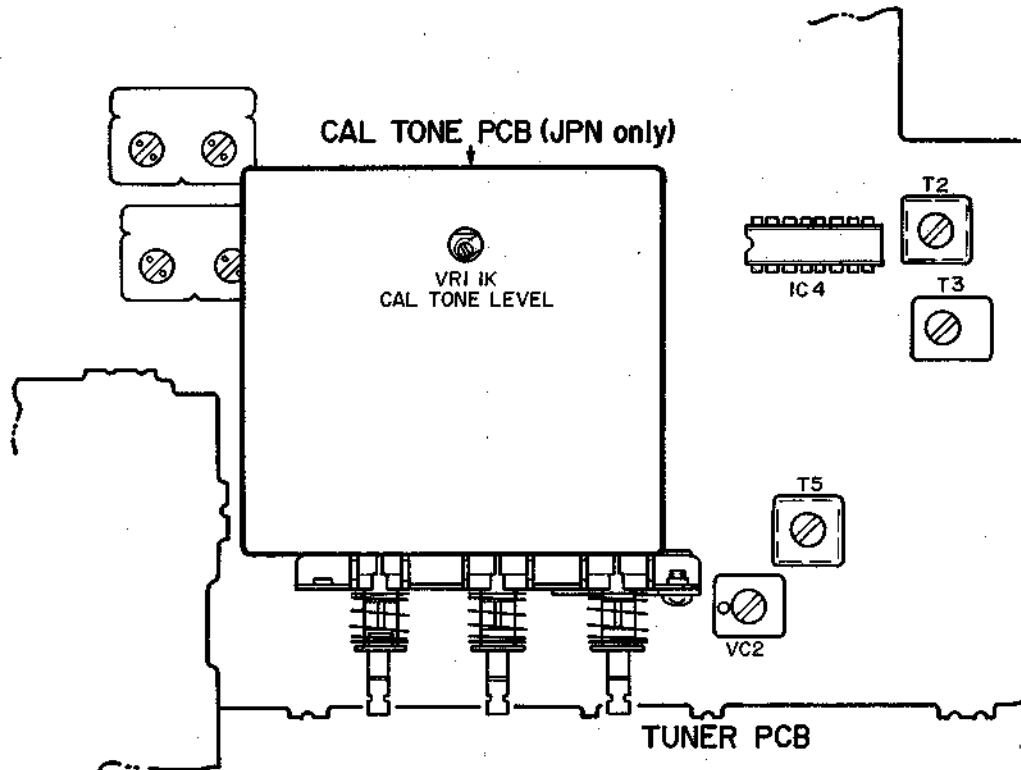 CAL TONE PCB (JPN only)
T2
VR1 1K
CAL TONE LEVEL
IC4
T3
T5
VC2
TUNER PCB